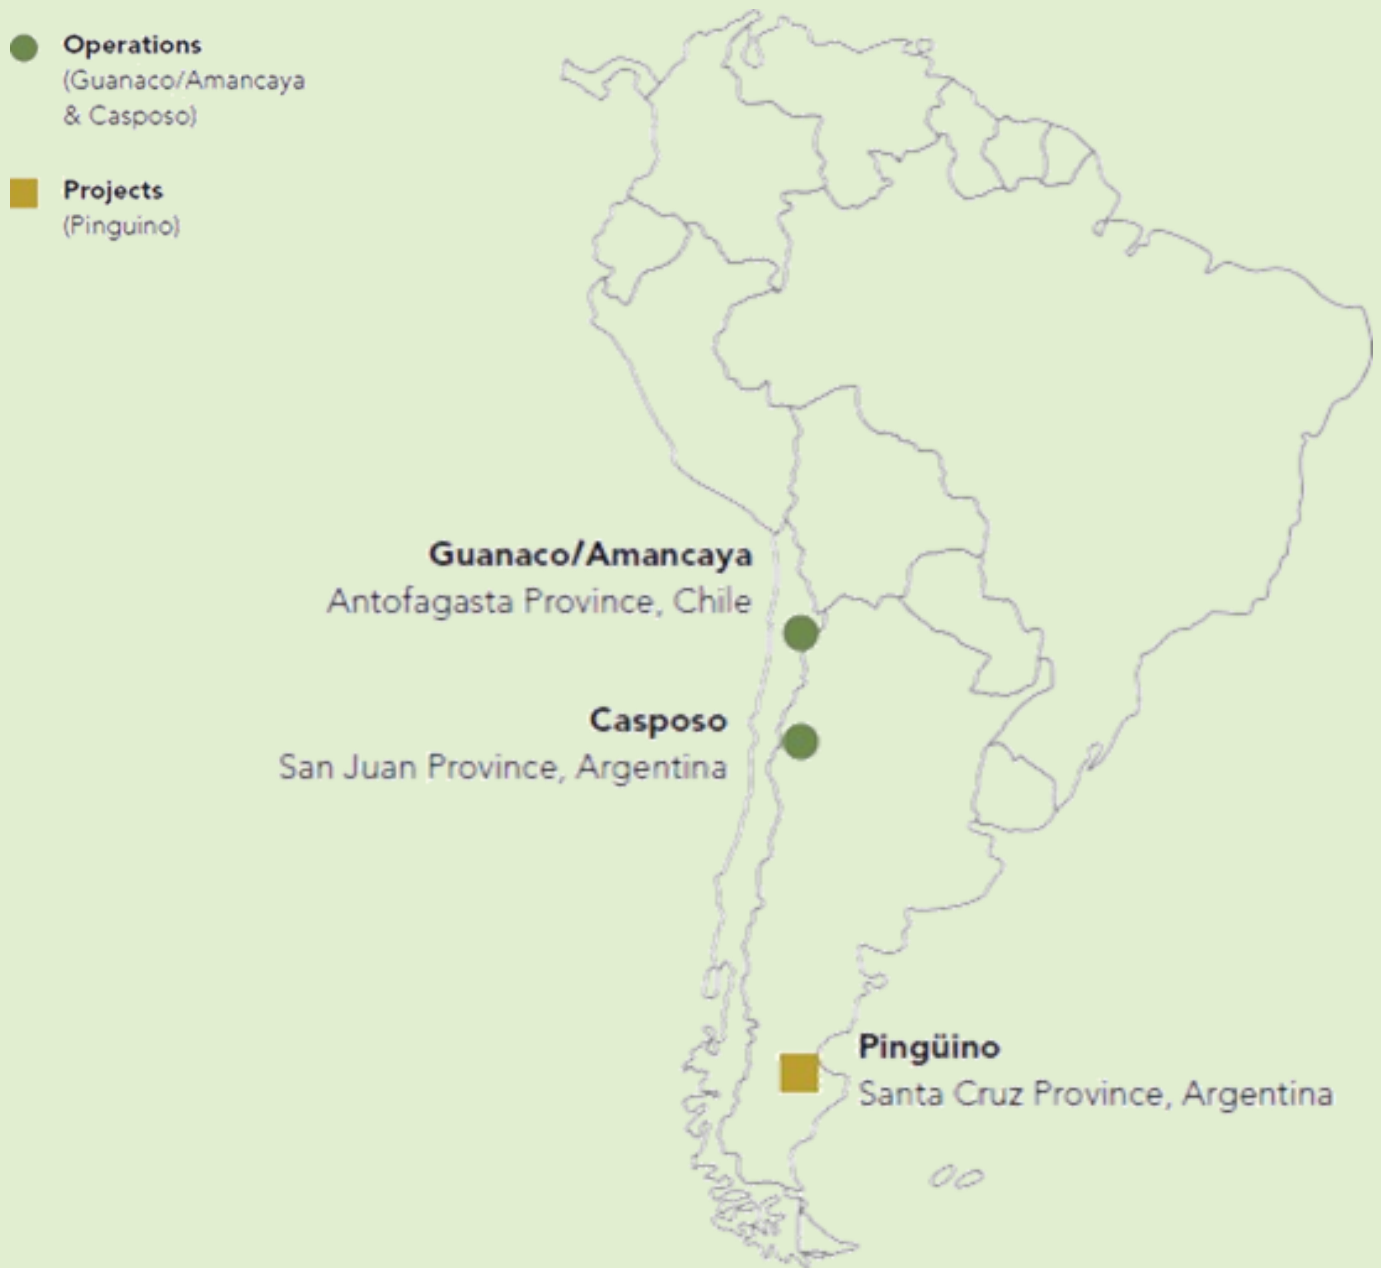 Operations
(Guanaco/Amancaya
& Casposo)
Projects
(Pinguino)
Guanaco/Amancaya
Antofagasta Province, Chile
Casposo
San Juan Province, Argentina
Pingüino
Santa Cruz Province, Argentina